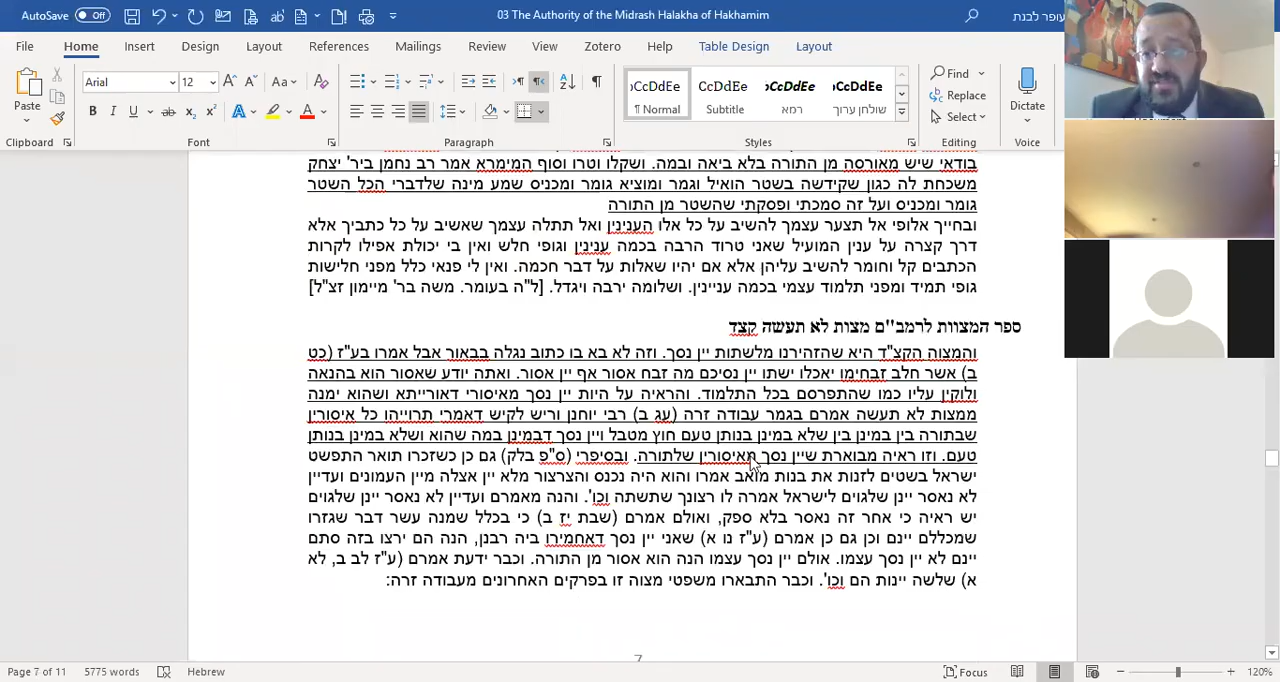 AutoSave Off
03 The Authority of the Midrash Halakha of Hakhamim
עופר לבנת
File Home Insert Design Layout References Mailings Review View Zotero Help Table Design Layout
Arial 12 Aa
Paste
B I U ab x₂ x² A A
AaBbCcDc AaBbCcDc AaBbCcDc AaBbCcDc
Normal Subtitle רמא שולחן ערוך
Find
Replace
Select
Dictate
Clipboard Font Paragraph Styles Editing Voice
בודאי שיש מאורסה מן התורה בלא ביאה ובמה. ושקלו וטרו וסוף המימרא אמר רב נחמן ביר' יצחק
משכחת לה כגון שקידשה בשטר הואיל וגמר ומוציא גומר ומכניס שמע מינה שלדברי הכל השטר
גומר ומכניס ועל זה סמכתי ופסקתי שהשטר מן התורה
ובחייך אלופי אל תצער עצמך להשיב על כל אלו הענינין ואל תתלה עצמך שאשיב על כל כתביך אלא
דרך קצרה על ענין המועיל שאני טרוד הרבה בכמה ענינין וגופי חלש ואין בי יכולת אפילו לקרות
הכתבים קל וחומר להשיב עליהן אלא אם יהיו שאלות על דבר חכמה. ואין לי פנאי כלל מפני חלישות
גופי תמיד ומפני תלמוד עצמי בכמה עניינין. ושלומה ירבה ויגדל. [ל"ה בעומר. משה בר' מיימון זצ"ל]
ספר המצוות לרמב"ם מצות לא תעשה קצד
והמצוה הקצ"ד היא שהזהירנו מלשתות יין נסך. וזה לא בא בו כתוב נגלה בבאור אבל אמרו בע"ז (כט
ב) אשר חלב זבחימו יאכלו ישתו יין נסיכם מה זבח אסור אף יין אסור. ואתה יודע שאסור הוא בהנאה
ולוקין עליו כמו שהתפרסם בכל התלמוד. והראיה על היות יין נסך מאיסורי דאורייתא ושהוא ימנה
ממצות לא תעשה אמרם בגמר עבודה זרה (עג ב) רבי יוחנן וריש לקיש דאמרי תרוייהו כל איסורין
שבתורה בין במינן בין שלא במינן בנותן טעם חוץ מטבל ויין נסך דבמינן במה שהוא ושלא במינן בנותן
טעם. וזו ראיה מבוארת שיין נסך מאיסורין שלתורה. ובסיפרי (ס"פ בלק) גם כן כשזכרו תואר התפשט
ישראל בשטים לזנות את בנות מואב אמרו והוא היה נכנס והצרצור מלא יין אצלה מיין העמונים ועדיין
לא נאסר יינן שלגוים לישראל אמרה לו רצונך שתשתה וכו'. והנה מאמרם ועדיין לא נאסר יינן שלגוים
יש ראיה כי אחר זה נאסר בלא ספק, ואולם אמרם (שבת יז ב) כי בכלל שמנה עשר דבר שגזרו
שמכללם יינם וכן גם כן אמרם (ע"ז נו א) שאני יין נסך דאחמירו ביה רבנן, הנה הם ירצו בזה סתם
יינם לא יין נסך עצמו. אולם יין נסך עצמו הנה הוא אסור מן התורה. וכבר ידעת אמרם (ע"ז לב ב, לא
א) שלשה יינות הם וכו'. וכבר התבארו משפטי מצוה זו בפרקים האחרונים מעבודה זרה:
7
Page 7 of 11 5775 words Hebrew Focus 120%